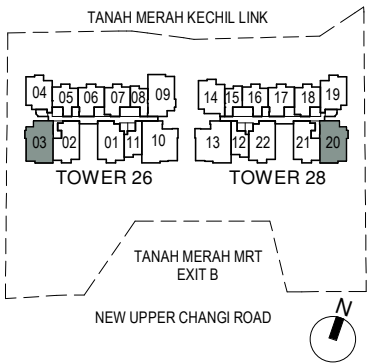 TANAH MERAH KECHIL LINK
04 05 06 07 08 09 14 15 16 17 18 19
03 02 01 11 10 13 12 22 21 20
TOWER 26 TOWER 28
TANAH MERAH MRT
EXIT B
NEW UPPER CHANGI ROAD
N